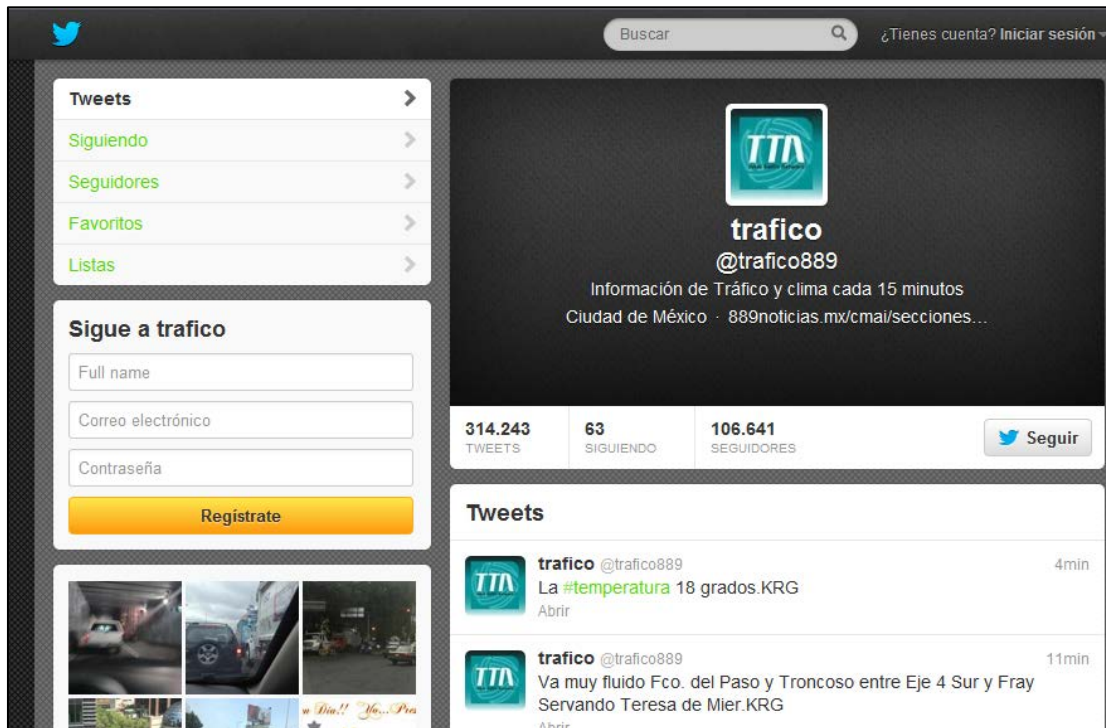 Buscar
¿Tienes cuenta? Iniciar sesión
Tweets
Siguiendo
Seguidores
Favoritos
Listas
Sigue a trafico
Full name
Correo electrónico
Contraseña
Regístrate
TTN
trafico
@trafico889
Información de Tráfico y clima cada 15 minutos
Ciudad de México · 889noticias.mx/cmai/secciones...
314.243
TWEETS
63
SIGUIENDO
106.641
SEGUIDORES
Seguir
Tweets
TTN
trafico @trafico889 4min
La #temperatura 18 grados.KRG
Abrir
TTN
trafico @trafico889 11min
Va muy fluido Fco. del Paso y Troncoso entre Eje 4 Sur y Fray
Servando Teresa de Mier.KRG
Abrir